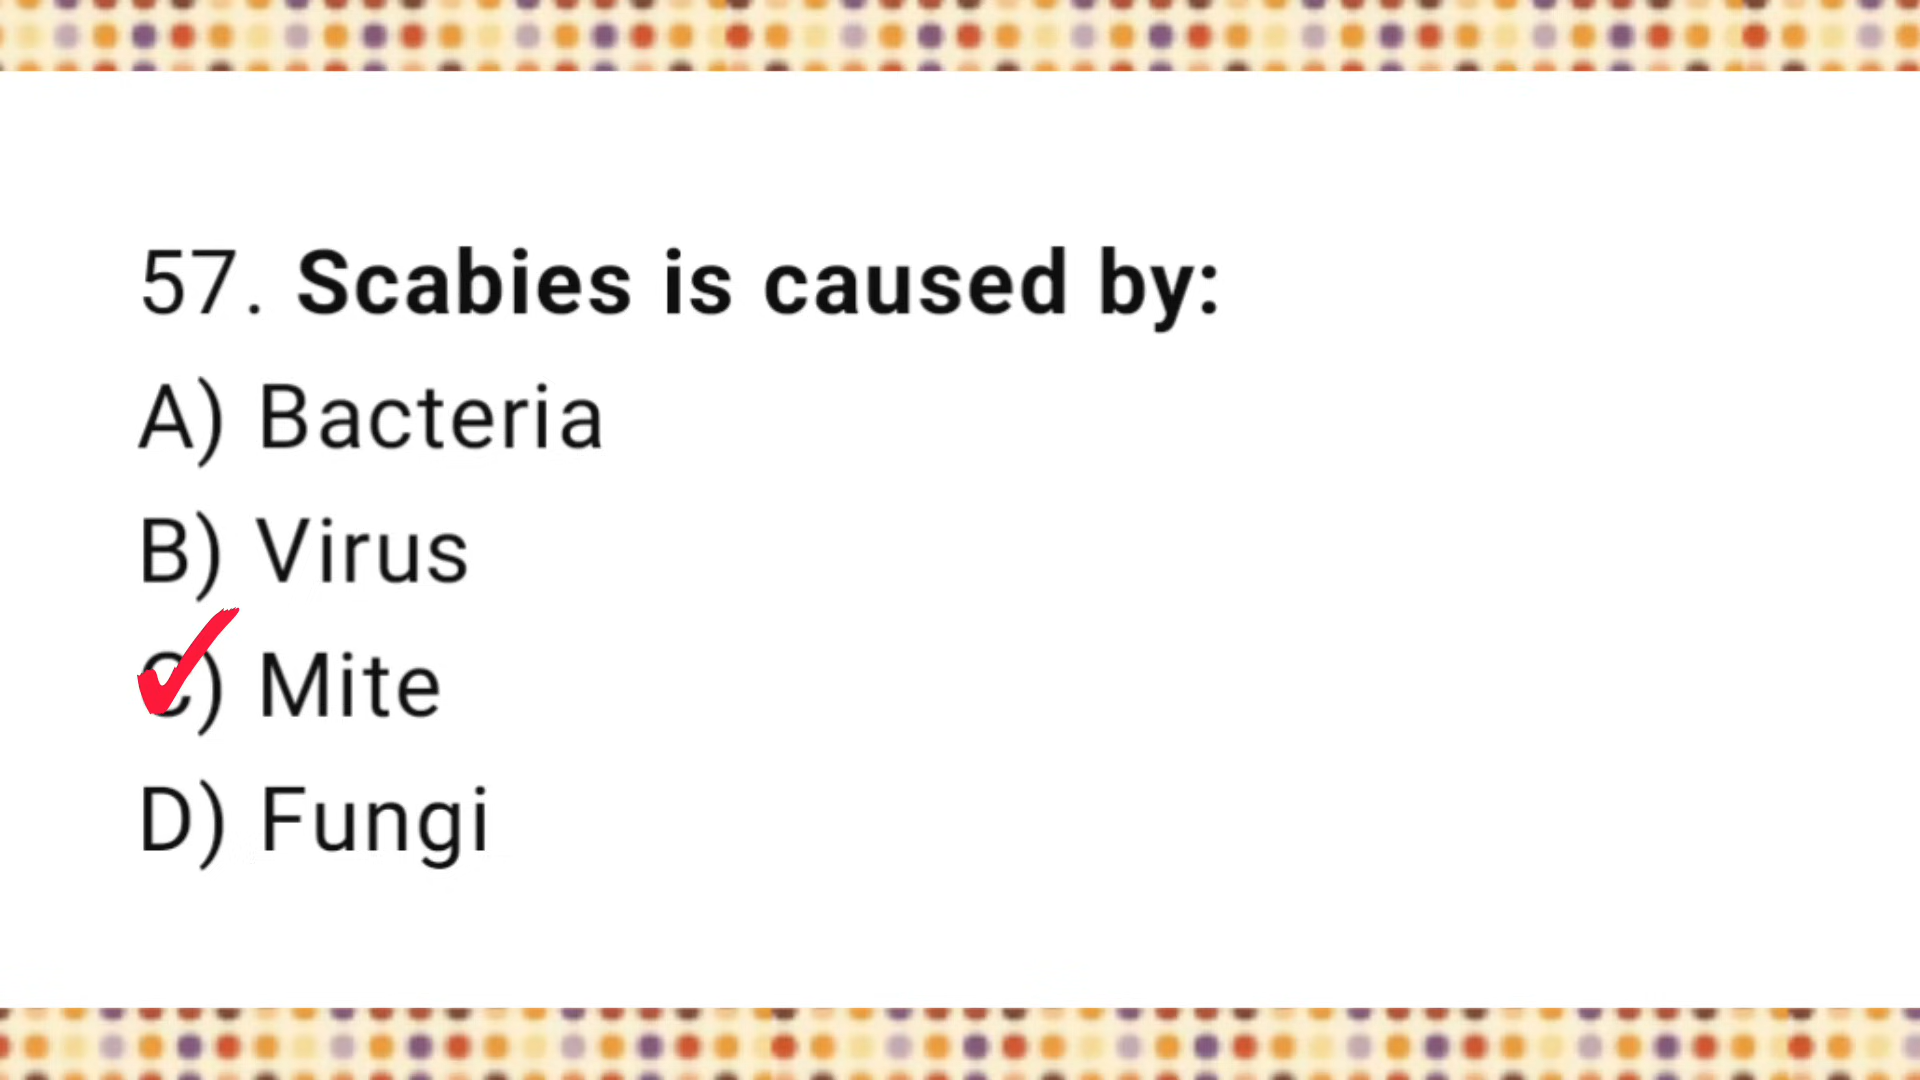 57. Scabies is caused by:
A) Bacteria
B) Virus
C) Mite
D) Fungi